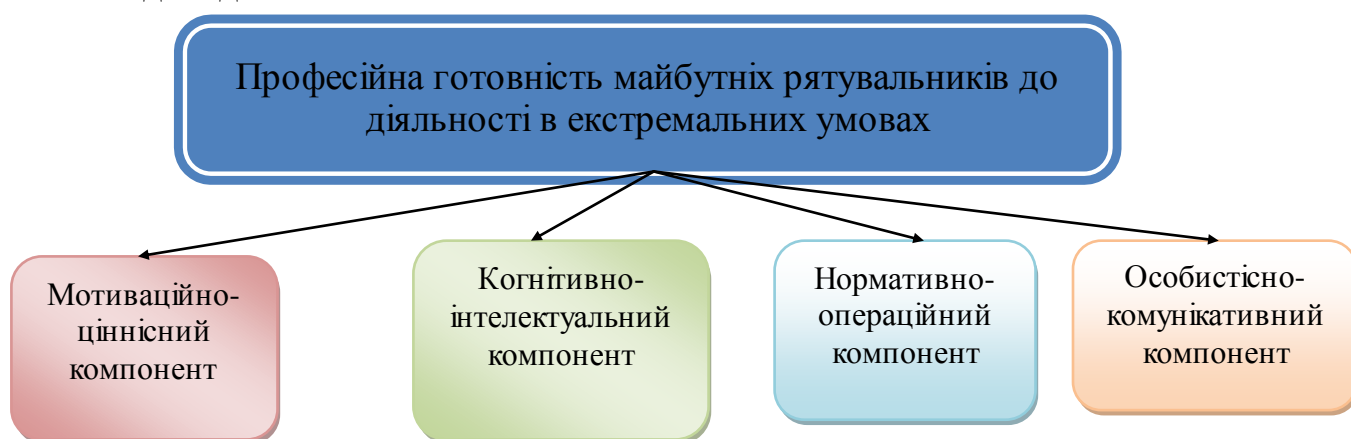 Професійна готовність майбутніх рятувальників до
діяльності в екстремальних умовах
Мотиваційно-
ціннісний
компонент
Когнітивно-
інтелектуальний
компонент
Нормативно-
операційний
компонент
Особистісно-
комунікативний
компонент